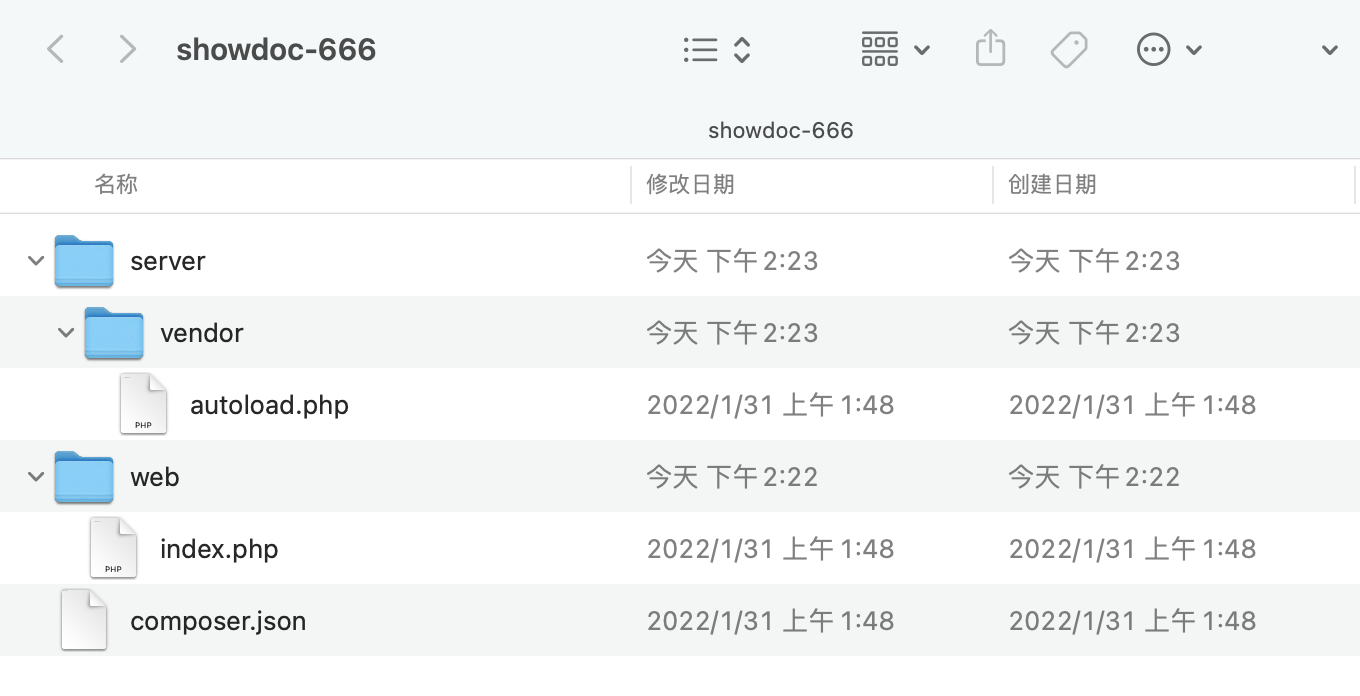 showdoc-666
showdoc-666
名称 修改日期 创建日期
server 今天 下午2:23 今天 下午2:23
vendor 今天 下午2:23 今天 下午2:23
autoload.php 2022/1/31 上午1:48 2022/1/31 上午1:48
PHP
web 今天 下午2:22 今天 下午2:22
index.php 2022/1/31 上午1:48 2022/1/31 上午1:48
PHP
composer.json 2022/1/31 上午1:48 2022/1/31 上午1:48